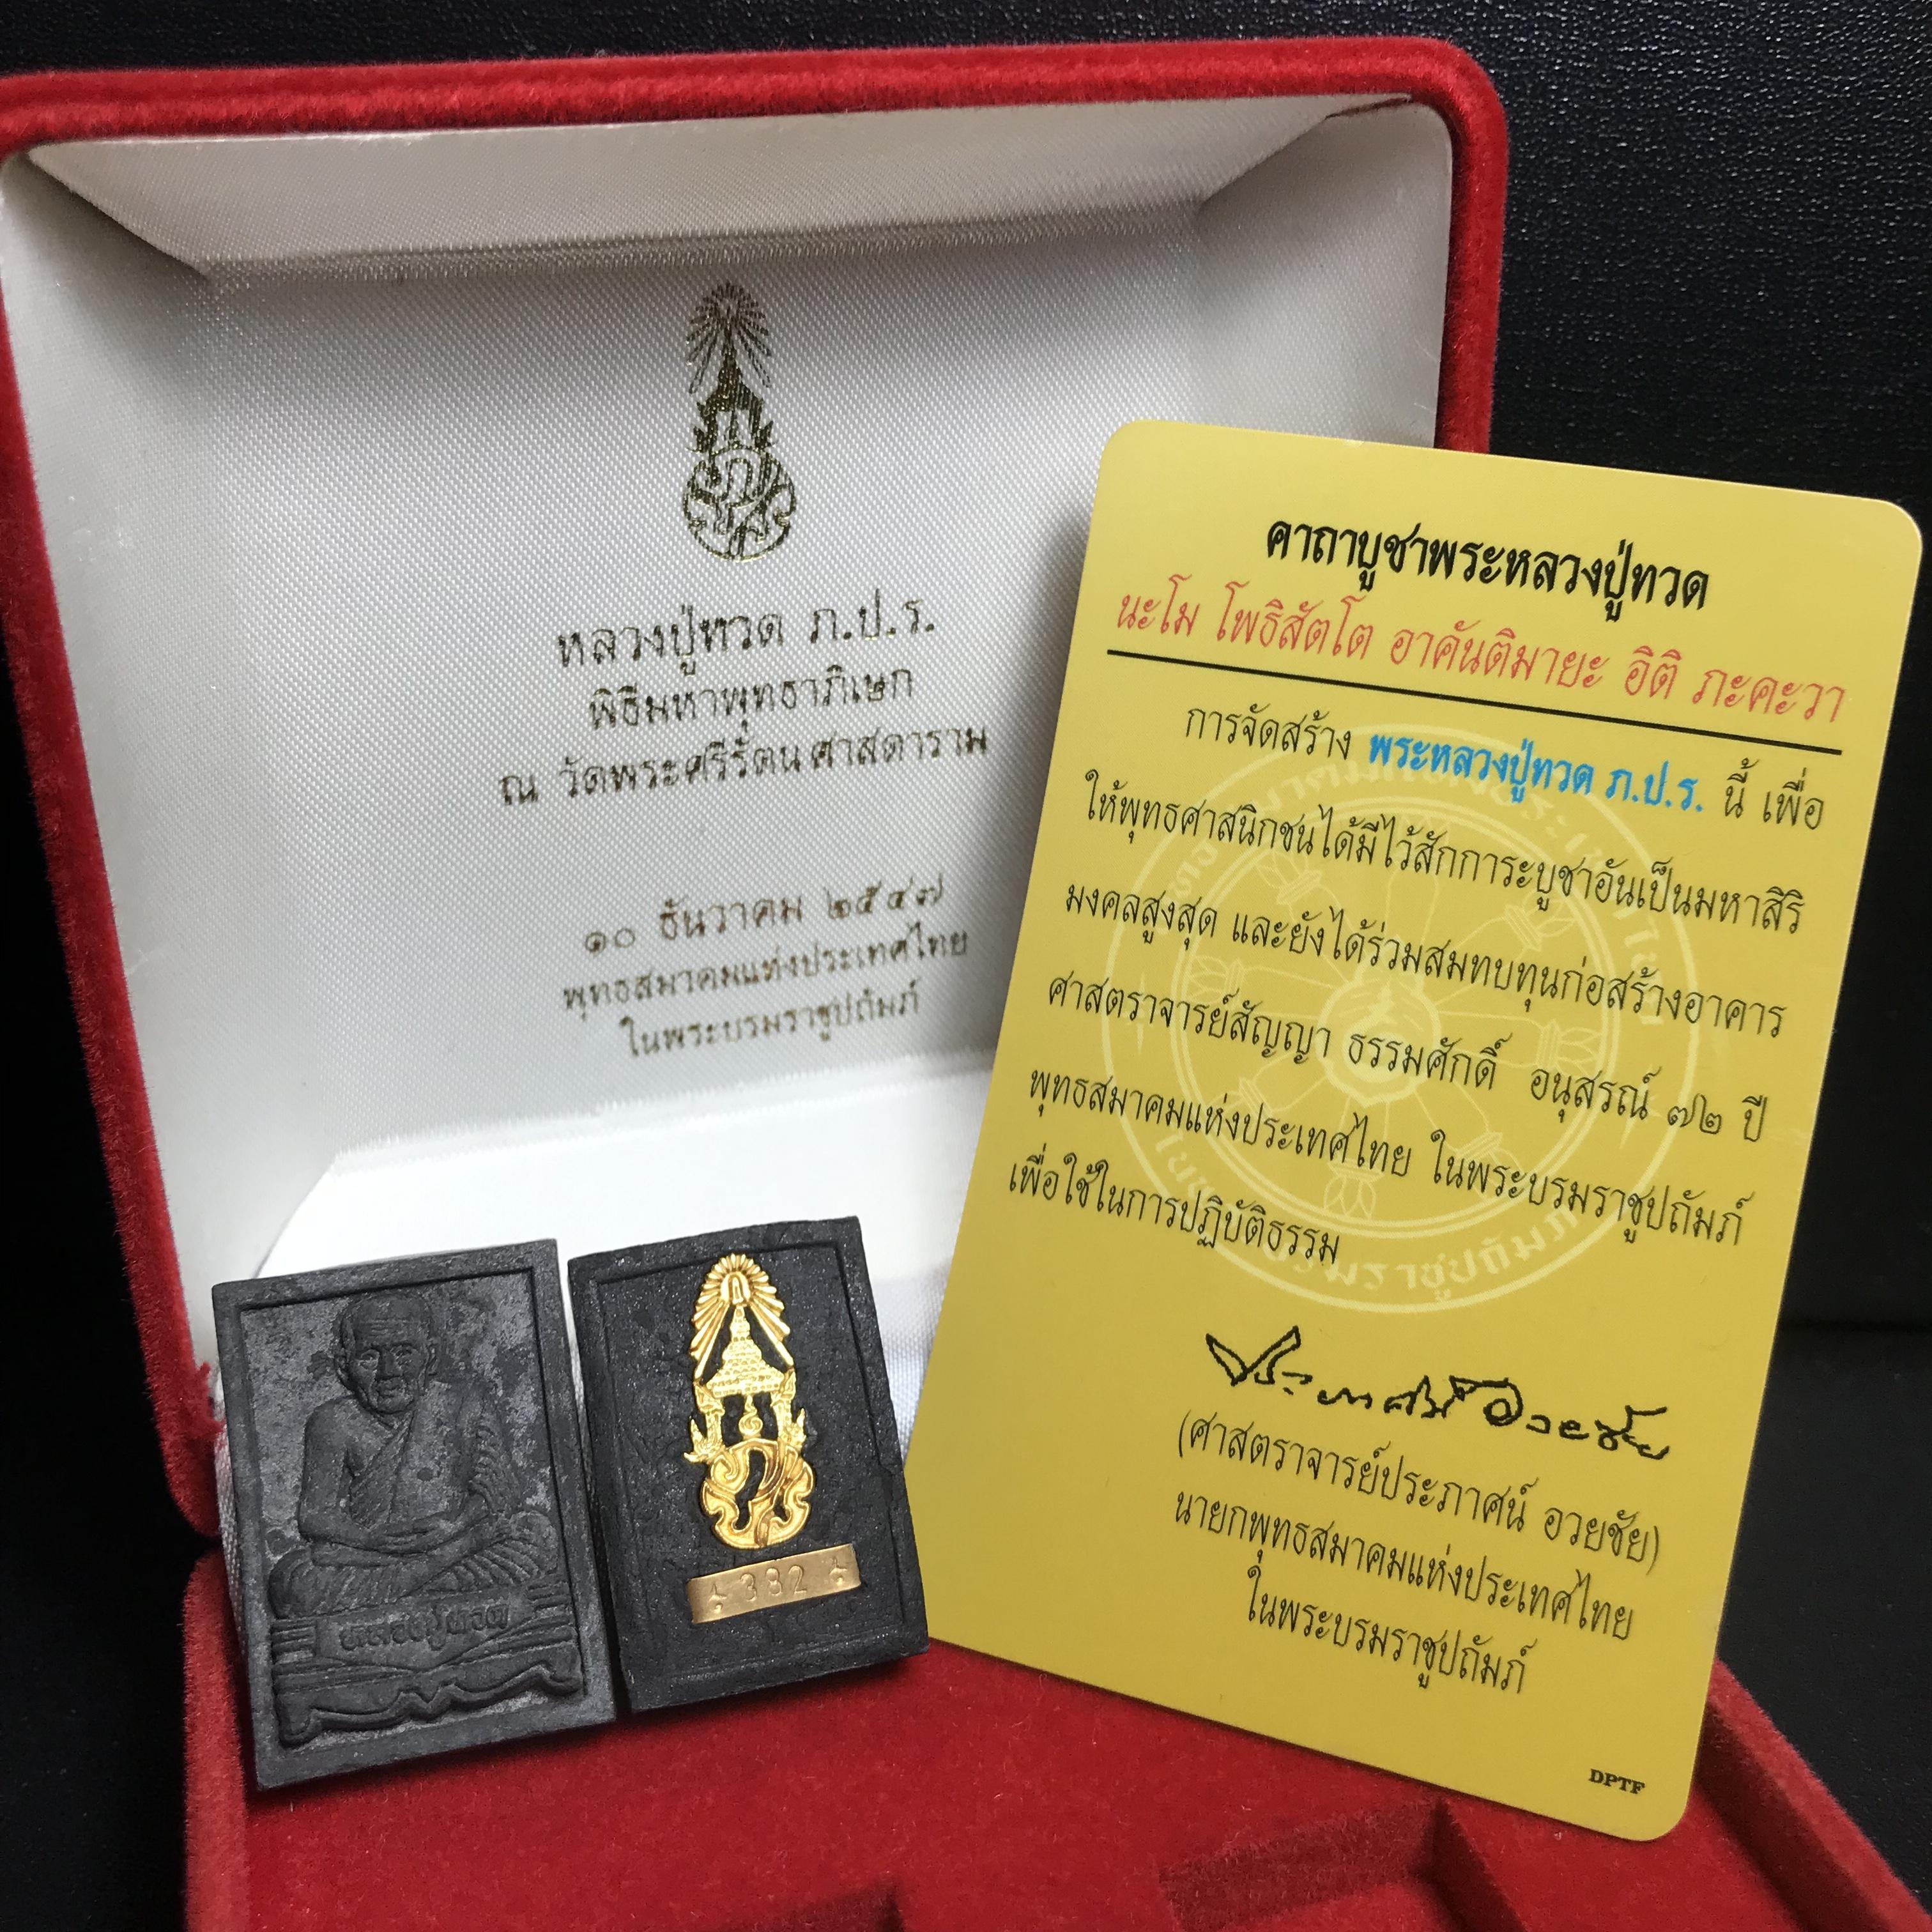 หลวงปู่ทวด ภ.ป.ร.
พิธีมหาพุทธาภิเษก
ณ วัดพระศรีรัตนศาสดาราม
๑๐ ธันวาคม ๒๕๔๗
พุทธสมาคมแห่งประเทศไทย
ในพระบรมราชูปถัมภ์
คาถาบูชาพระหลวงปู่ทวด
นะโม โพธิสัตโต อาคันติมายะ อิติ ภะคะวา
การจัดสร้าง พระหลวงปู่ทวด ภ.ป.ร. นี้ เพื่อ
ให้พุทธศาสนิกชนได้มีไว้สักการะบูชาอันเป็นมหาสิริ
มงคลสูงสุด และยังได้ร่วมสมทบทุนก่อสร้างอาคาร
ศาสตราจารย์สัญญา ธรรมศักดิ์ อนุสรณ์ ๗๒ ปี
พุทธสมาคมแห่งประเทศไทย ในพระบรมราชูปถัมภ์
เพื่อใช้ในการปฏิบัติธรรม
(ศาสตราจารย์ประภาศน์ อวยชัย)
นายกพุทธสมาคมแห่งประเทศไทย
ในพระบรมราชูปถัมภ์
DPTF
หลวงปู่ทวด
382